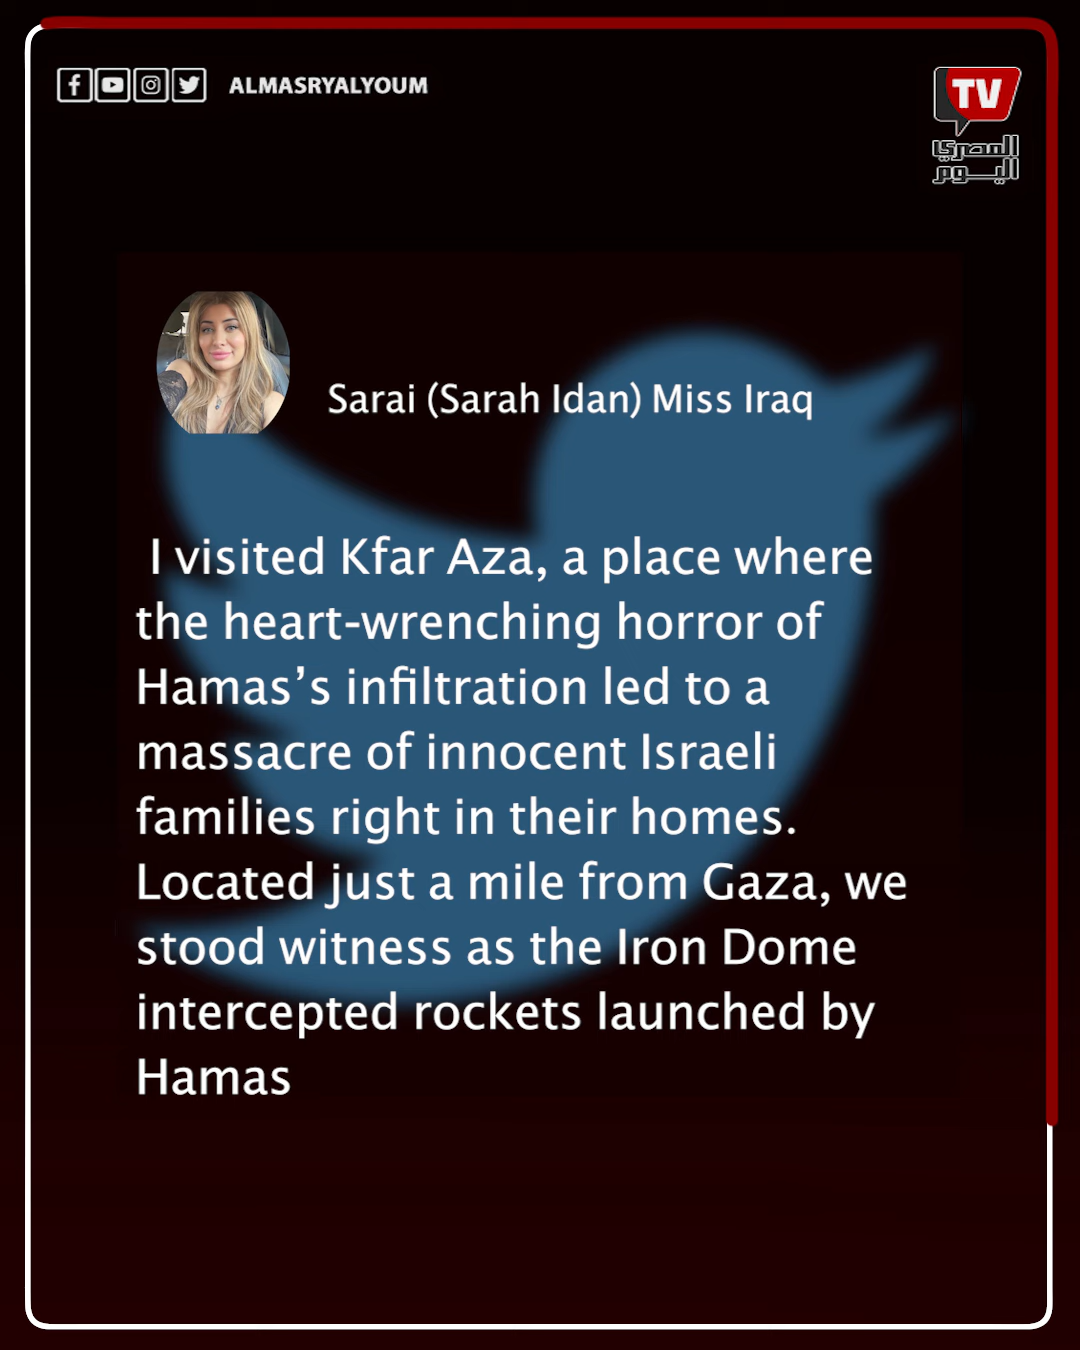 ALMASRYALYOUM
TV
المصري
اليوم
Sarai (Sarah Idan) Miss Iraq
I visited Kfar Aza, a place where
the heart-wrenching horror of
Hamas’s infiltration led to a
massacre of innocent Israeli
families right in their homes.
Located just a mile from Gaza, we
stood witness as the Iron Dome
intercepted rockets launched by
Hamas